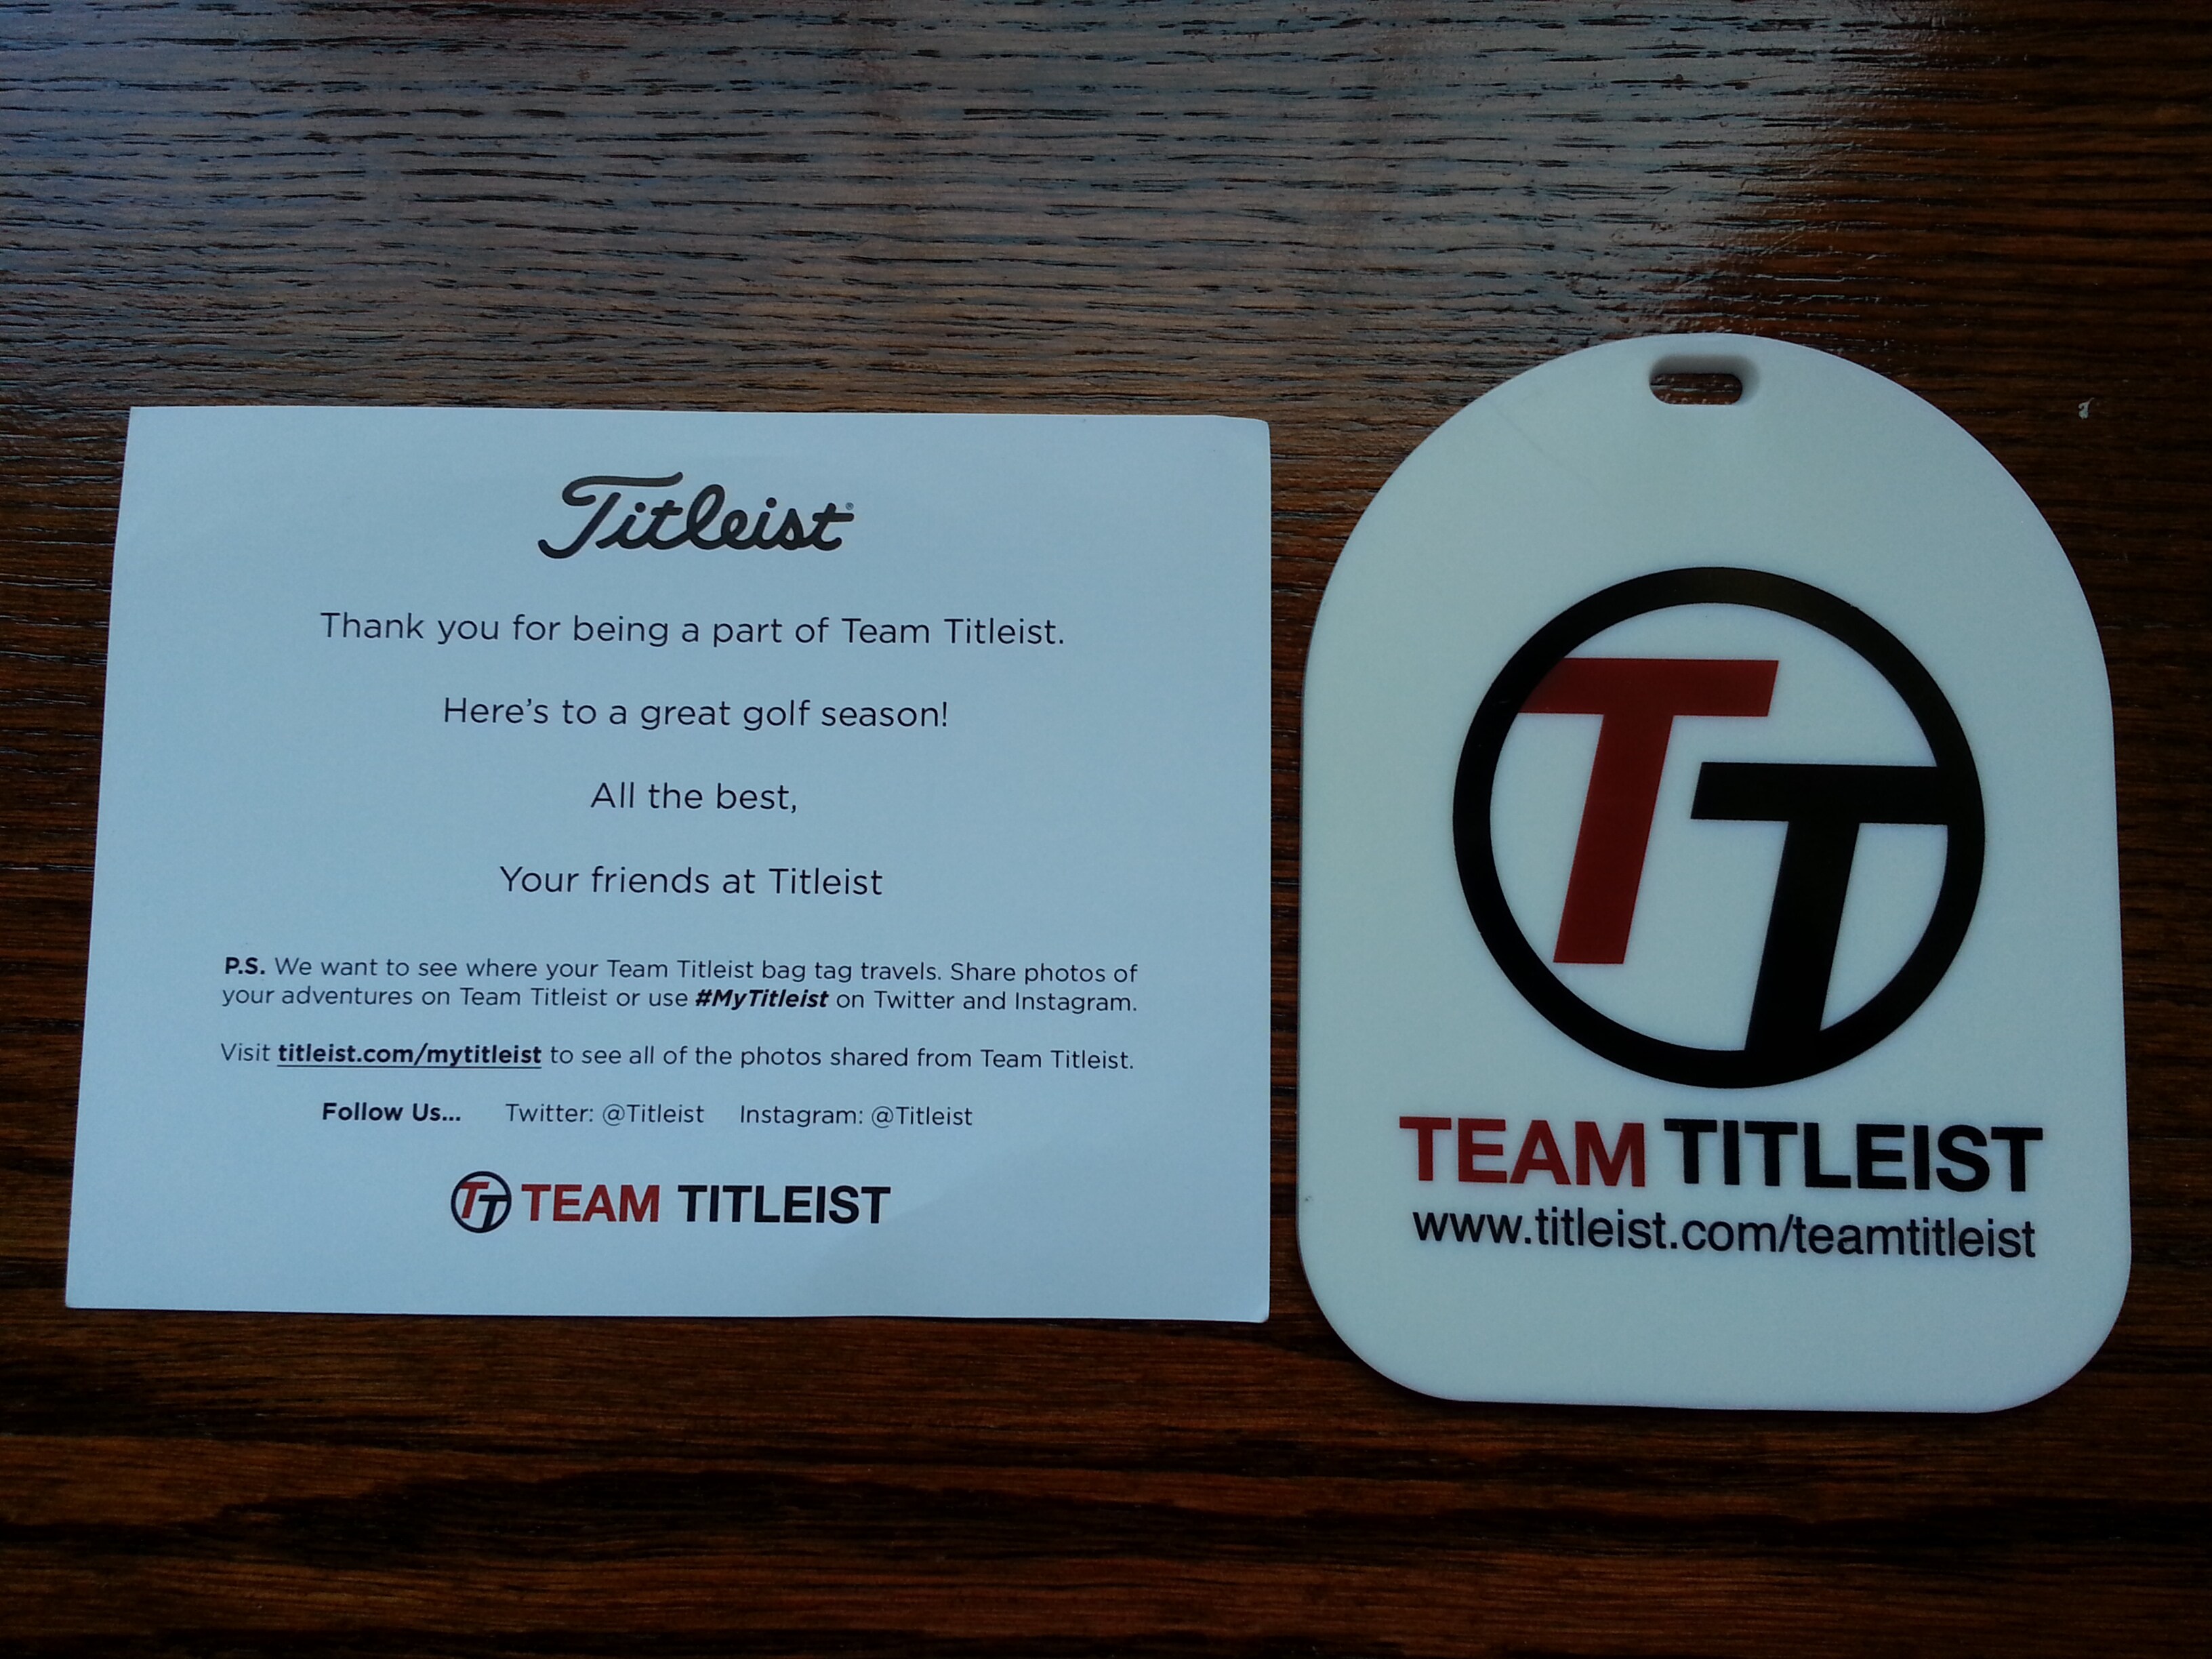 Titleist®
Thank you for being a part of Team Titleist.
Here's to a great golf season!
All the best,
Your friends at Titleist
P.S. We want to see where your Team Titleist bag tag travels. Share photos of
your adventures on Team Titleist or use #MyTitleist on Twitter and Instagram.
Visit titleist.com/mytitleist to see all of the photos shared from Team Titleist.
Follow Us... Twitter: @Titleist Instagram: @Titleist
TT TEAM TITLEIST
TT
TEAM TITLEIST
www.titleist.com/teamtitleist